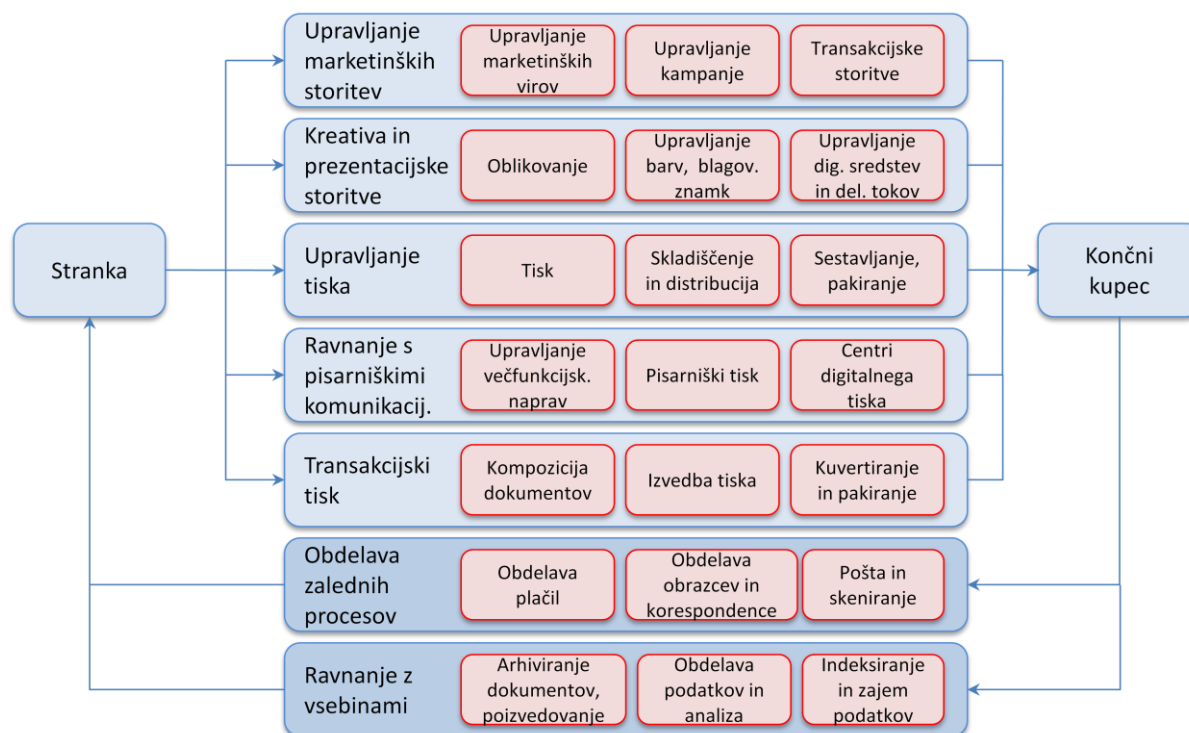 Upravljanje
marketinških
storitev
Upravljanje
marketinških
virov
Upravljanje
kampanje
Transakcijske
storitve
Kreativa in
prezentacijske
storitve
Oblikovanje
Upravljanje
barv, blagov.
znamk
Upravljanje
dig. sredstev
in del. tokov
Stranka
Upravljanje
tiska
Tisk
Skladiščenje
in distribucija
Sestavljanje,
pakiranje
Končni
kupec
Ravnanje s
pisarniškimi
komunikacij.
Upravljanje
večfunkcijsk.
naprav
Pisarniški tisk
Centri
digitalnega
tiska
Transakcijski
tisk
Kompozicija
dokumentov
Izvedba tiska
Kuvertiranje
in pakiranje
Obdelava
zalednih
procesov
Obdelava
plačil
Obdelava
obrazcev in
korespondence
Pošta in
skeniranje
Ravnanje z
vsebinami
Arhiviranje
dokumentov,
poizvedovanje
Obdelava
podatkov in
analiza
Indeksiranje
in zajem
podatkov